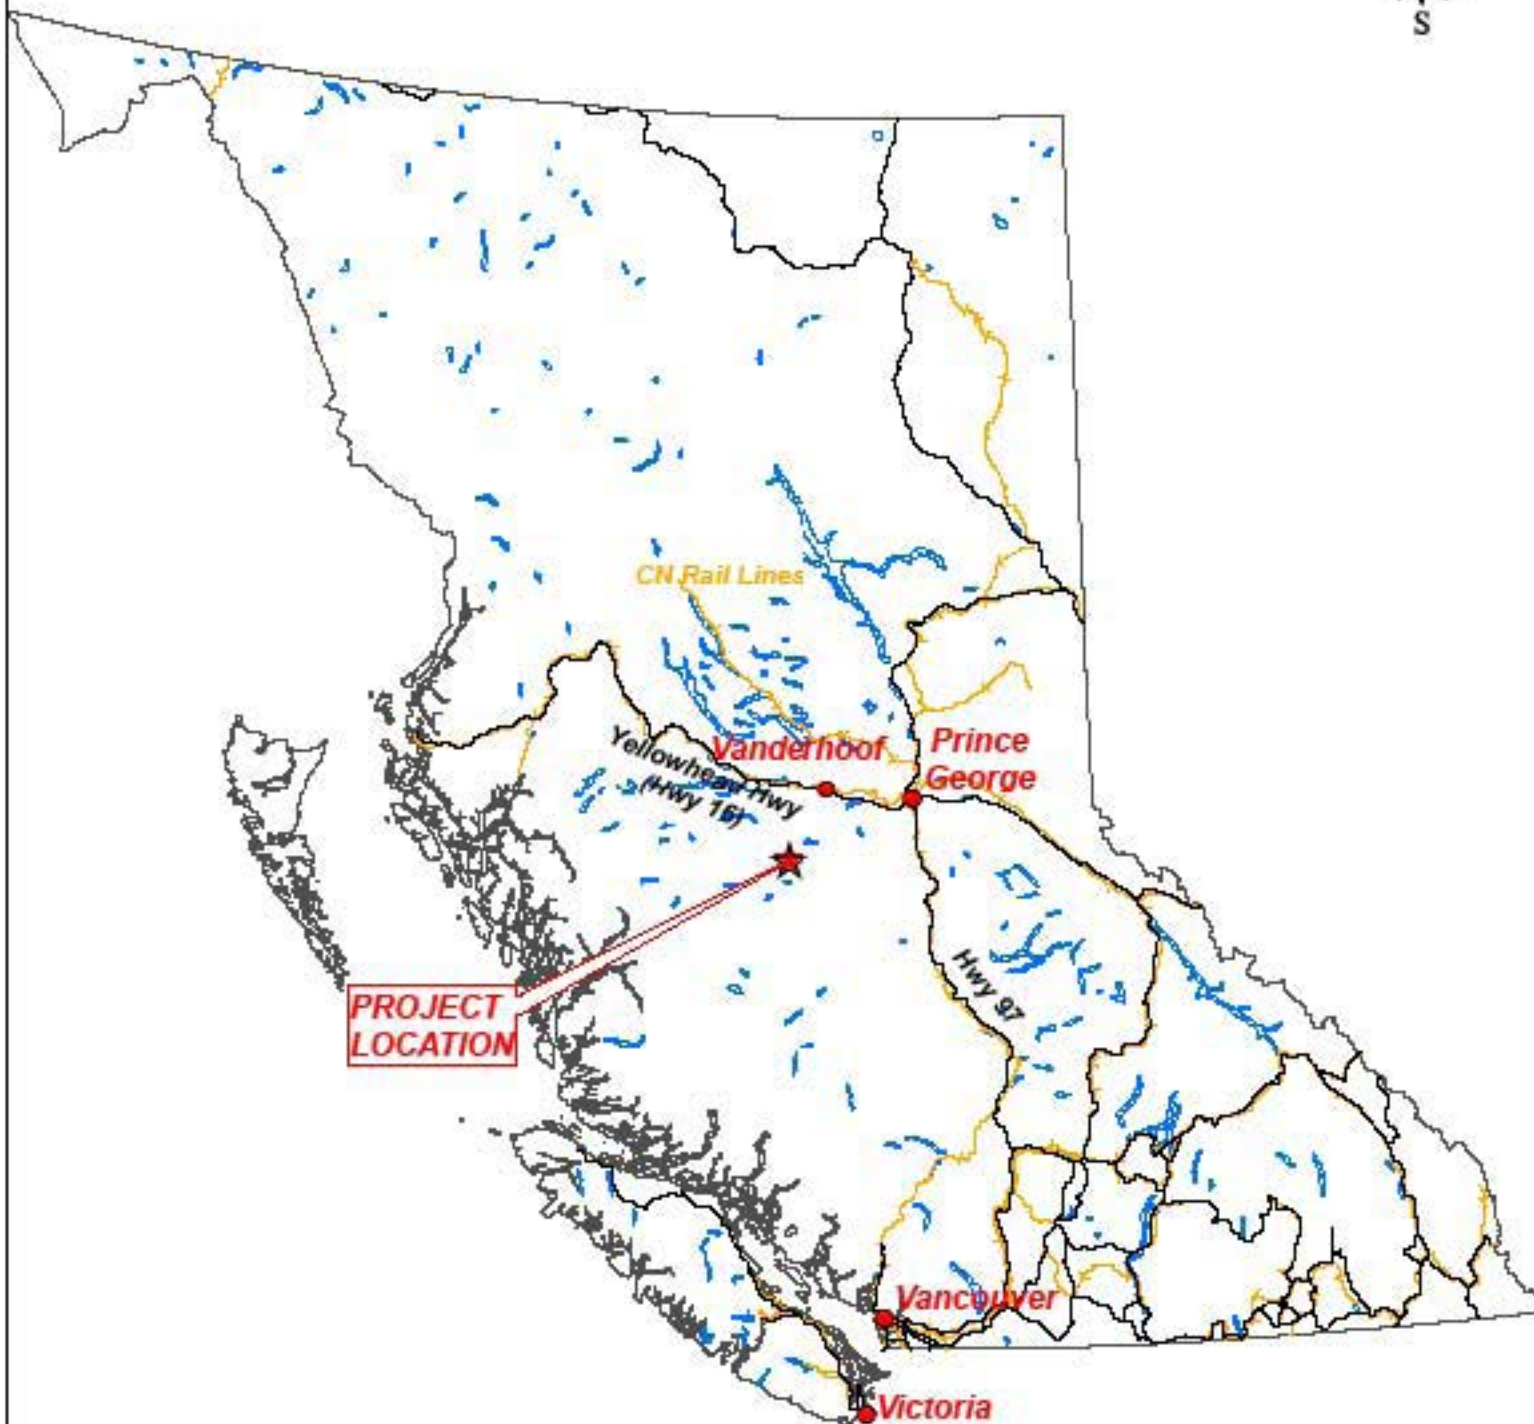 S
CN Rail Lines
Vanderhoof
Prince
George
Yellowhead Hwy
(Hwy 16)
Hwy 97
PROJECT
LOCATION
Vancouver
Victoria